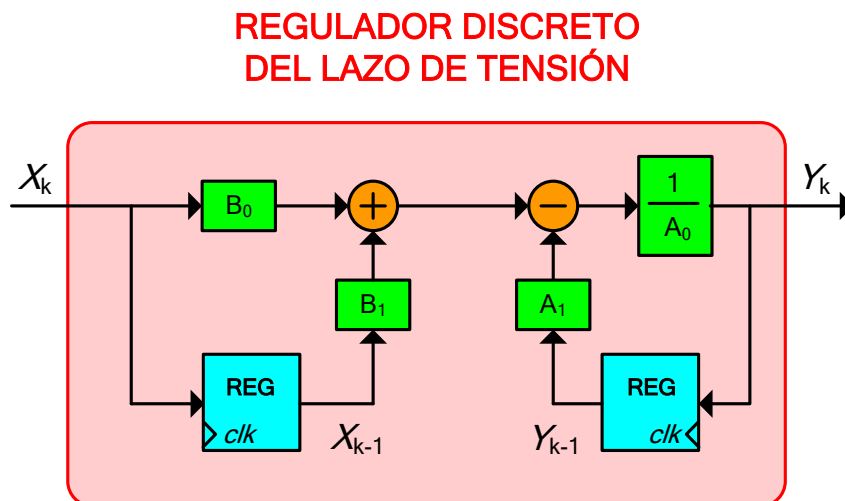 REGULADOR DISCRETO
DEL LAZO DE TENSIÓN
Xk
B0
+
−
1
A0
Yk
B1
A1
REG
clk
Xk-1
Yk-1
REG
clk